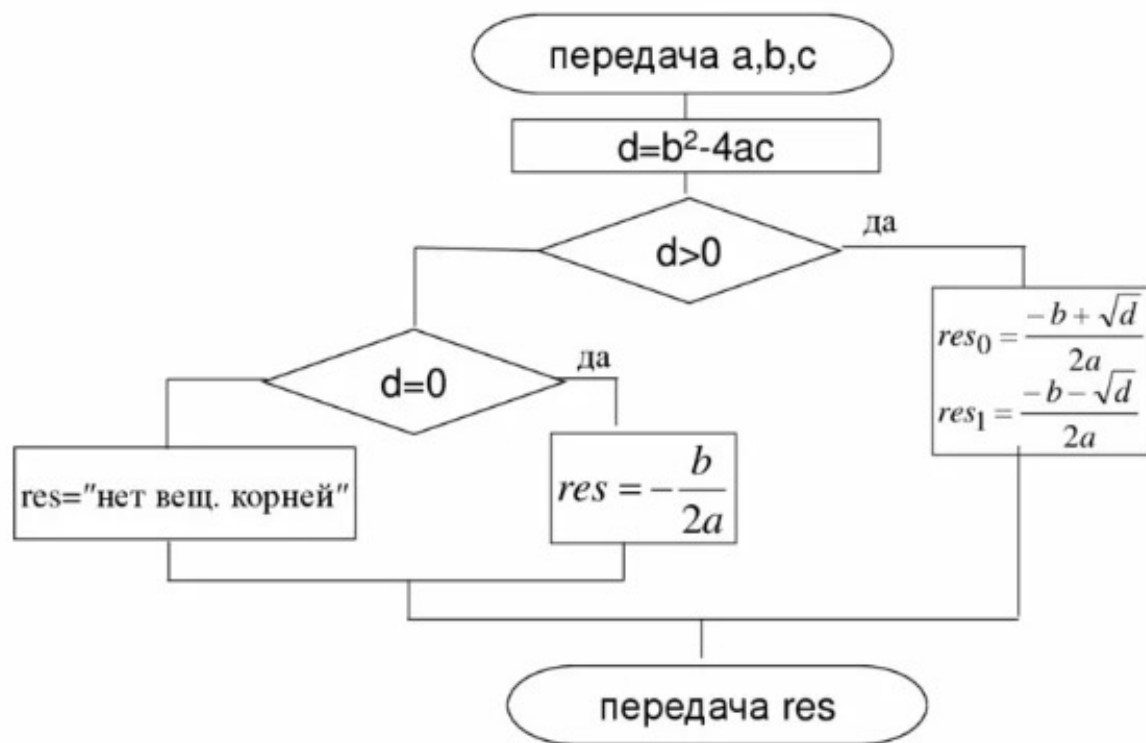 передача a,b,c
d=b²-4ac
d>0
да
res₀ = (-b + √d) / 2a
res₁ = (-b - √d) / 2a
d=0
да
res="нет вещ. корней"
res = - b / 2a
передача res